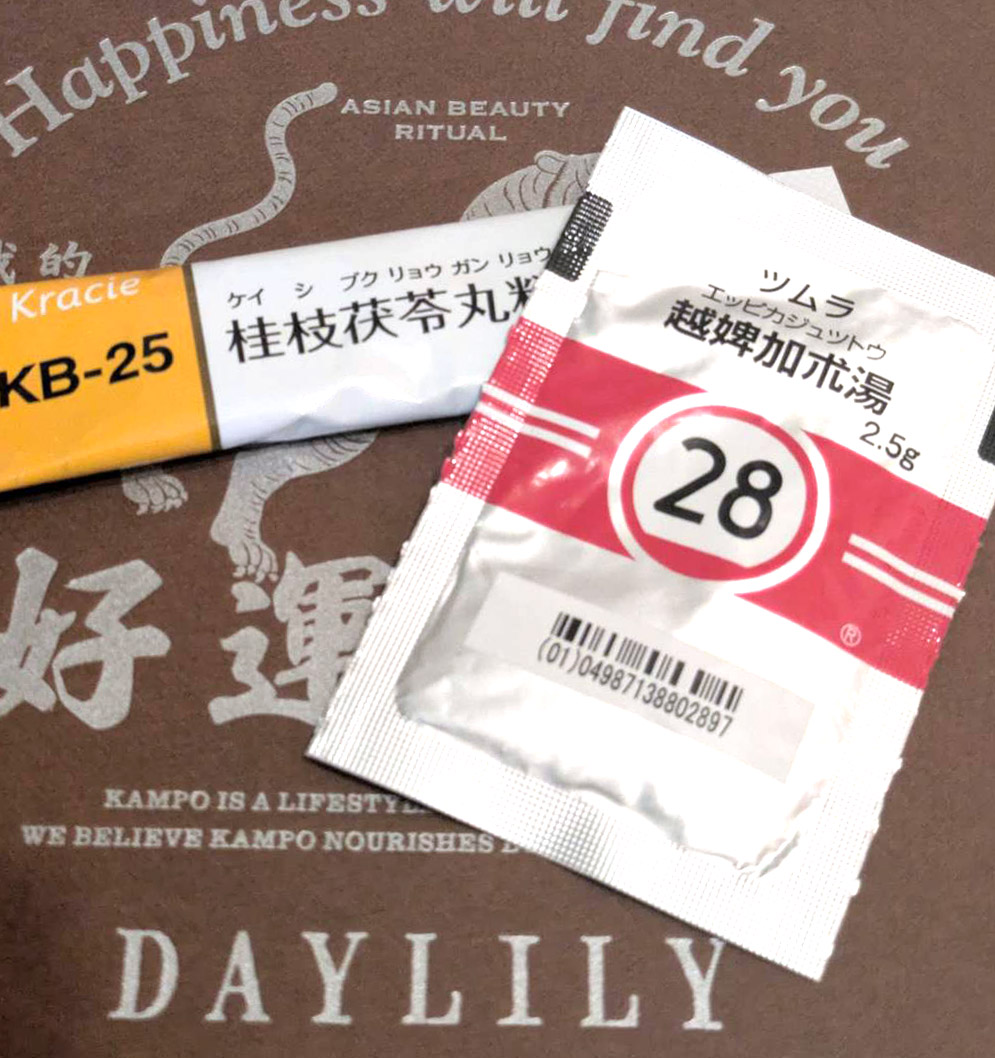 Happiness will find you
ASIAN BEAUTY
RITUAL
的
Kracie
KB-25
ケイ シ ブク リョウ ガン リョウ
桂枝茯苓丸料
ツムラ
エッピカジュツトウ
越婢加朮湯
2.5g
28
®
(01)04987138802897
好運
KAMPO IS A LIFESTY
WE BELIEVE KAMPO NOURISHES
DAYLILY